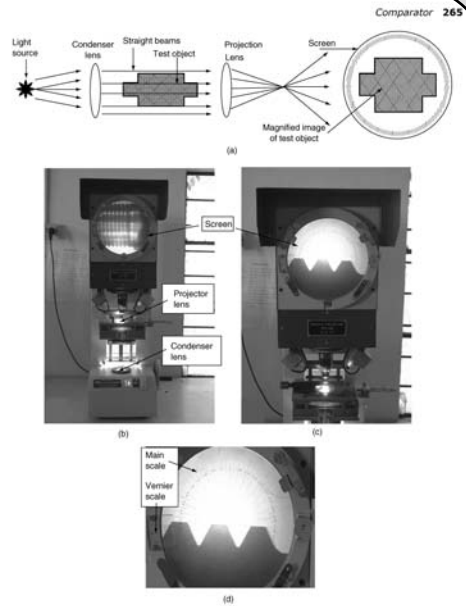 Comparator 265
Light
source
Condenser
lens
Straight beams
Test object
Projection
Lens
Screen
Magnified image
of test object
(a)
Screen
Projector
lens
Condenser
lens
(b)
(c)
Main
scale
Vernier
scale
(d)